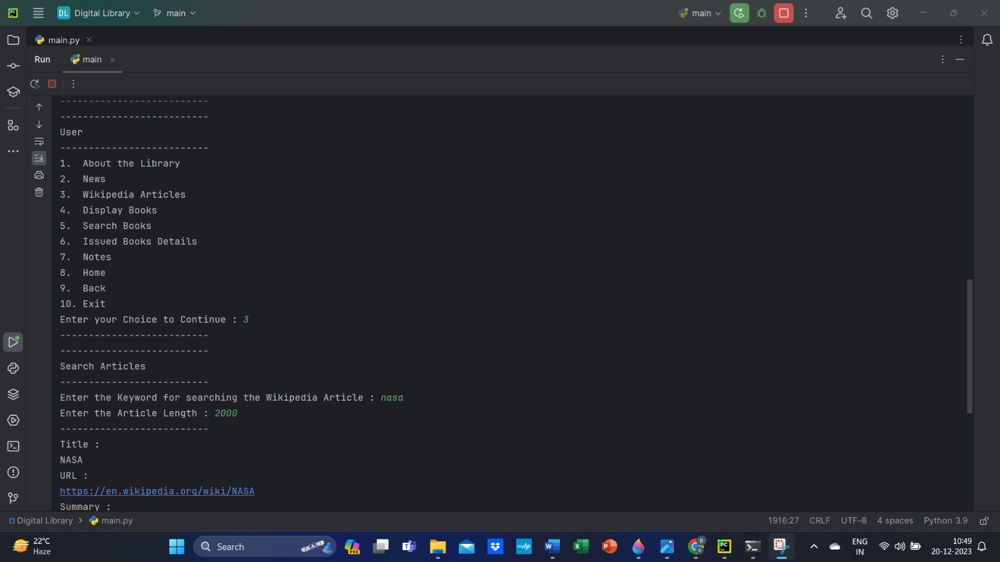 PC
DL Digital Library main
main
main.py
Run main
--------------------------
--------------------------
User
--------------------------
1.  About the Library
2.  News
3.  Wikipedia Articles
4.  Display Books
5.  Search Books
6.  Issued Books Details
7.  Notes
8.  Home
9.  Back
10. Exit
Enter your Choice to Continue : 3
--------------------------
--------------------------
Search Articles
--------------------------
Enter the Keyword for searching the Wikipedia Article : nasa
Enter the Article Length : 2000
--------------------------
Title :
NASA
URL :
https://en.wikipedia.org/wiki/NASA
Summary :
Digital Library > main.py
1916:27 CRLF UTF-8 4 spaces Python 3.9
22°C
Haze
Search
PRE
T
myhp
W
X
P
B
B
PC
ENG
IN
10:49
20-12-2023